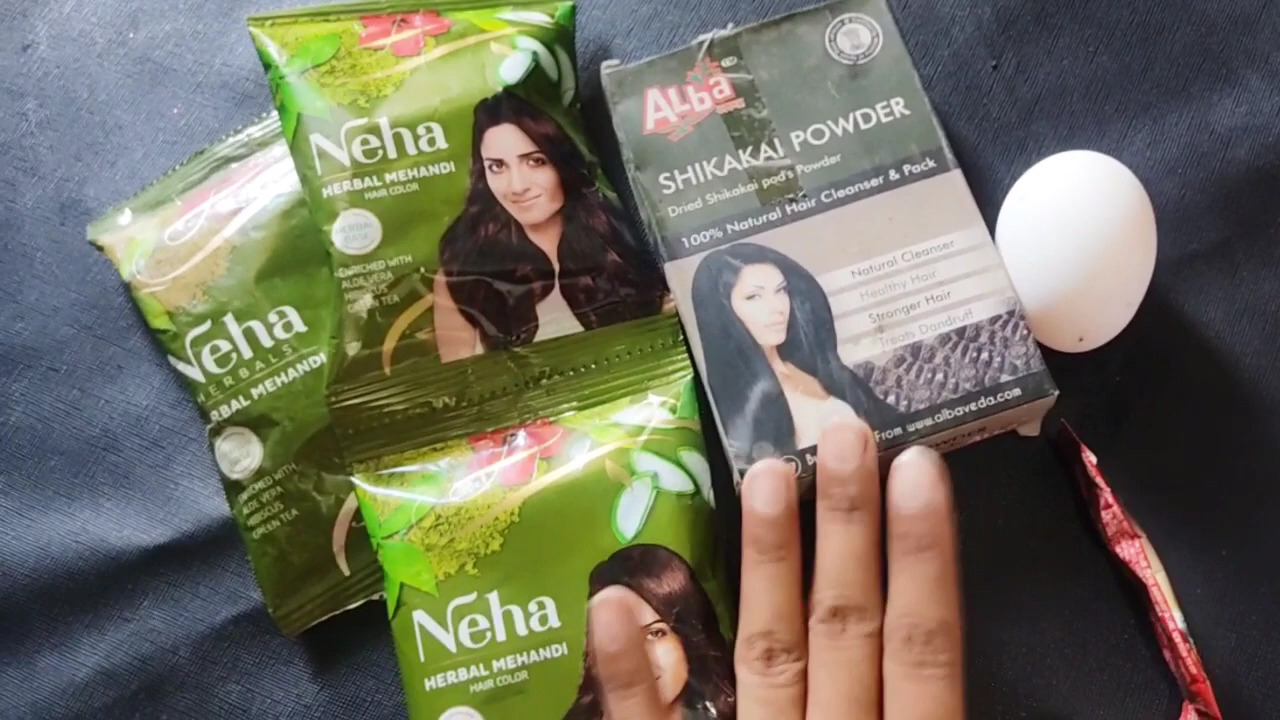 Neha
HERBAL MEHANDI
HAIR COLOR
HERBAL
BASE
ENRICHED WITH
ALOE VERA
HIBISCUS
GREEN TEA
Neha
HERBALS
RBAL MEHANDI
ENRICHED WITH
ALOE VERA
HIBISCUS
GREEN TEA
Neha
HERBAL MEHANDI
HAIR COLOR
ALba
SHIKAKAI POWDER
Dried Shikakai pod's Powder
100% Natural Hair Cleanser & Pack
Natural Cleanser
Healthy Hair
Stronger Hair
Treats Dandruff
From www.albaveda.com